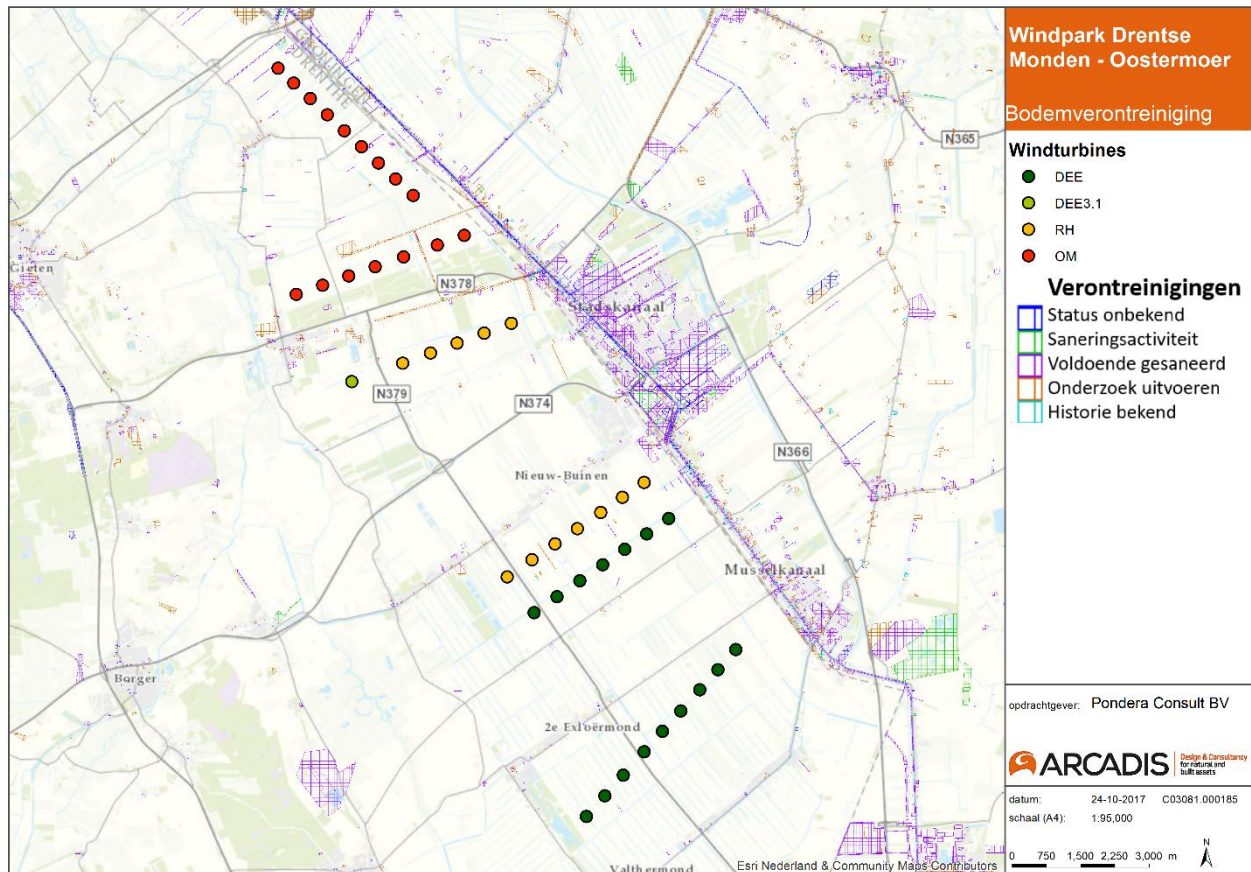 GRONINGEN
DRENTHE
N365
Gieten
N378
Stadskanaal
N379
N374
N366
Nieuw-Buinen
Musselkanaal
Borger
2e Exloërmond
Valthermond
Esri Nederland & Community Maps Contributors
Windpark Drentse
Monden - Oostermoer
Bodemverontreiniging
Windturbines
DEE
DEE3.1
RH
OM
Verontreinigingen
Status onbekend
Saneringsactiviteit
Voldoende gesaneerd
Onderzoek uitvoeren
Historie bekend
opdrachtgever: Pondera Consult BV
ARCADIS
Design & Consultancy
for natural and
built assets
datum: 24-10-2017 C03081.000185
schaal (A4): 1:95,000
N
0 750 1,500 2,250 3,000 m